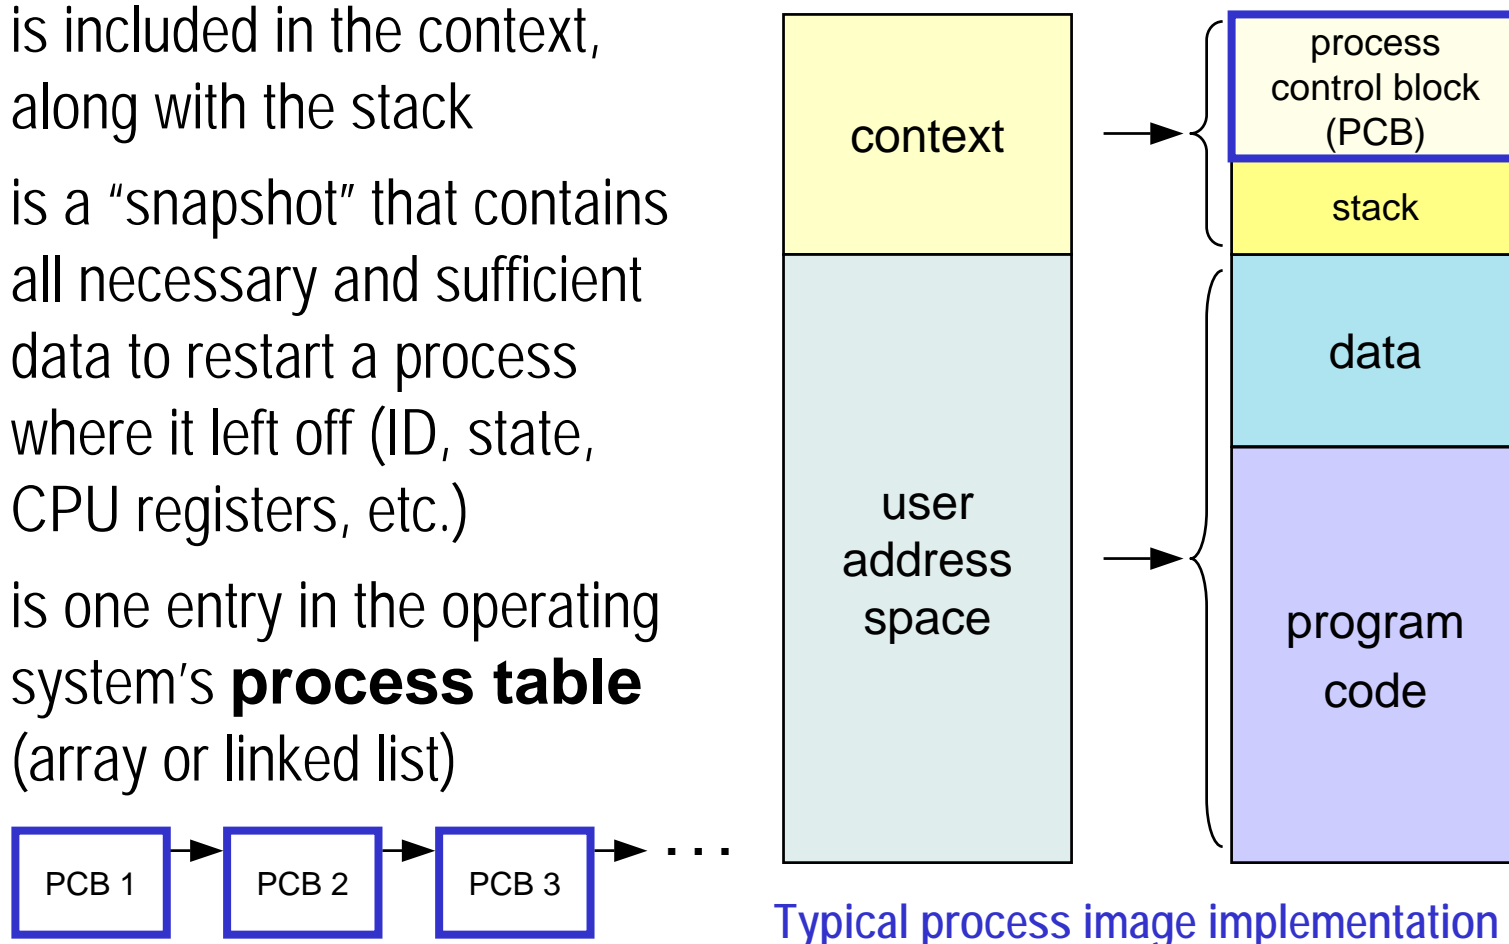 is included in the context,
along with the stack
is a “snapshot” that contains
all necessary and sufficient
data to restart a process
where it left off (ID, state,
CPU registers, etc.)
is one entry in the operating
system’s process table
(array or linked list)
PCB 1
PCB 2
PCB 3
. . .
context
user
address
space
process
control block
(PCB)
stack
data
program
code
Typical process image implementation